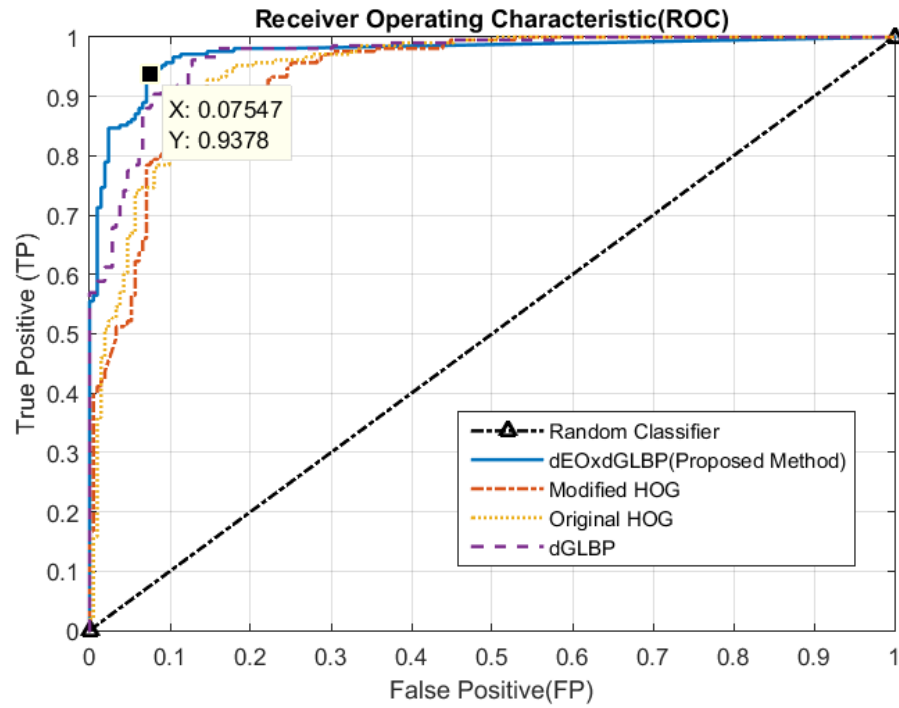 Receiver Operating Characteristic(ROC)
1
0.9
0.8
0.7
0.6
0.5
0.4
0.3
0.2
0.1
0
True Positive (TP)
X: 0.07547
Y: 0.9378
Random Classifier
dEOxdGLBP(Proposed Method)
Modified HOG
Original HOG
dGLBP
0 0.1 0.2 0.3 0.4 0.5 0.6 0.7 0.8 0.9 1
False Positive(FP)